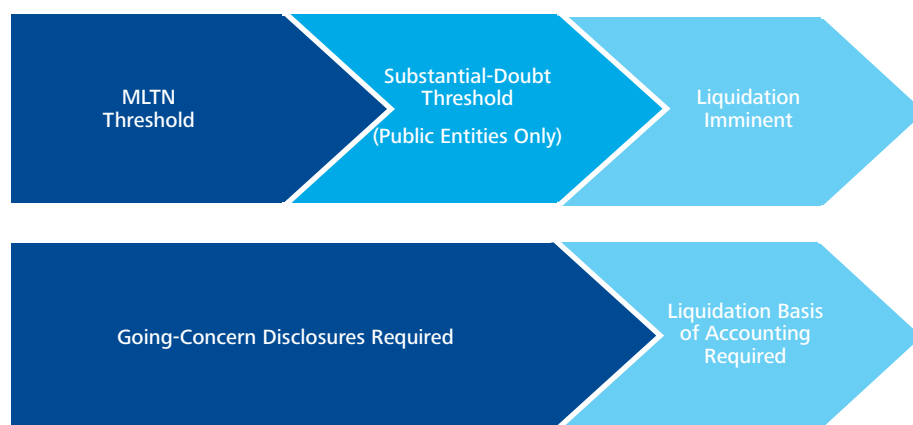 MLTN
Threshold
Substantial-Doubt
Threshold
(Public Entities Only)
Liquidation
Imminent
Going-Concern Disclosures Required
Liquidation Basis
of Accounting
Required